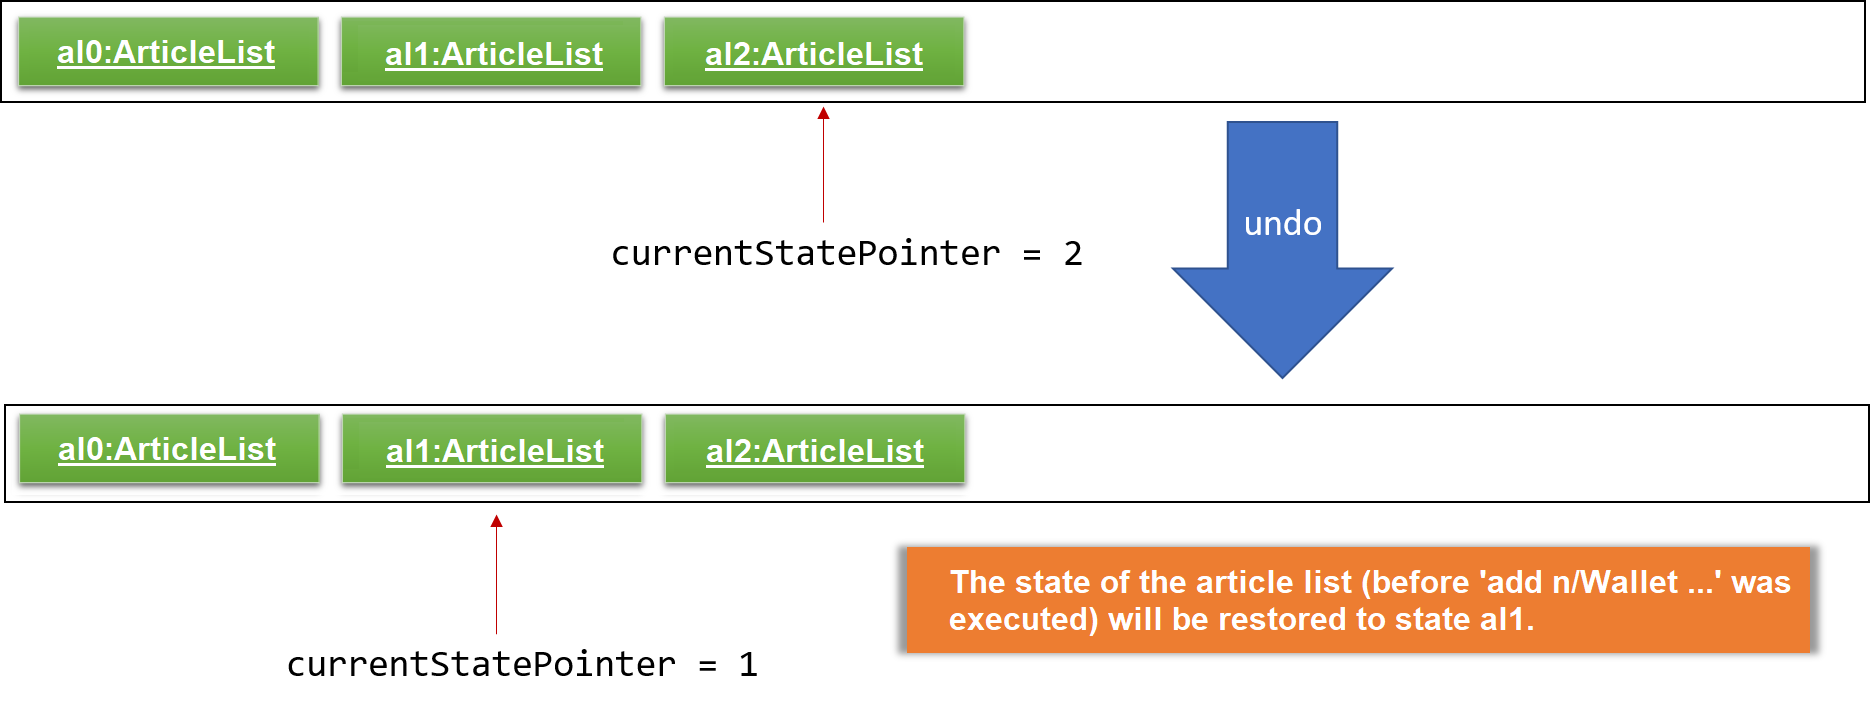 al0:ArticleList al1:ArticleList al2:ArticleList
currentStatePointer = 2
undo
al0:ArticleList al1:ArticleList al2:ArticleList
currentStatePointer = 1
The state of the article list (before 'add n/Wallet ...' was
executed) will be restored to state al1.